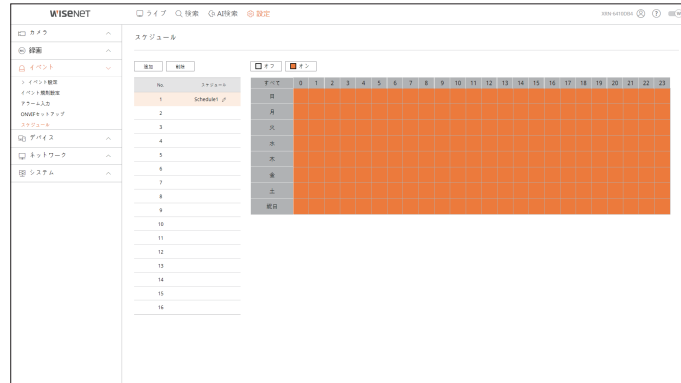 WISENET
ライブ 検索 AI検索 設定
カメラ
録画
イベント
イベント設定
イベント規則設定
アラーム入力
ONVIFセットアップ
スケジュール
デバイス
ネットワーク
システム
スケジュール
追加 削除
オフ オン
No. スケジュール
1 Schedule1
2
3
4
5
6
7
8
9
10
11
12
13
14
15
16
すべて 0 1 2 3 4 5 6 7 8 9 10 11 12 13 14 15 16 17 18 19 20 21 22 23
日
月
火
水
木
金
土
祝日